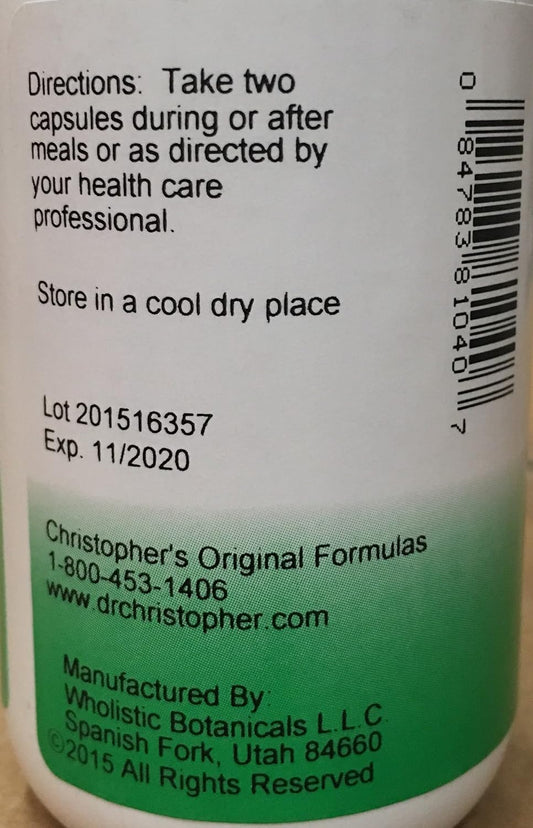 Directions: Take two
capsules during or after
meals or as directed by
your health care
professional.
Store in a cool dry place
Lot 201516357
Exp. 11/2020
Christopher's Original Formulas
1-800-453-1406
www.drchristopher.com
Manufactured By:
Wholistic Botanicals L.L.C.
Spanish Fork, Utah 84660
©2015 All Rights Reserved
0 84783 81040 7